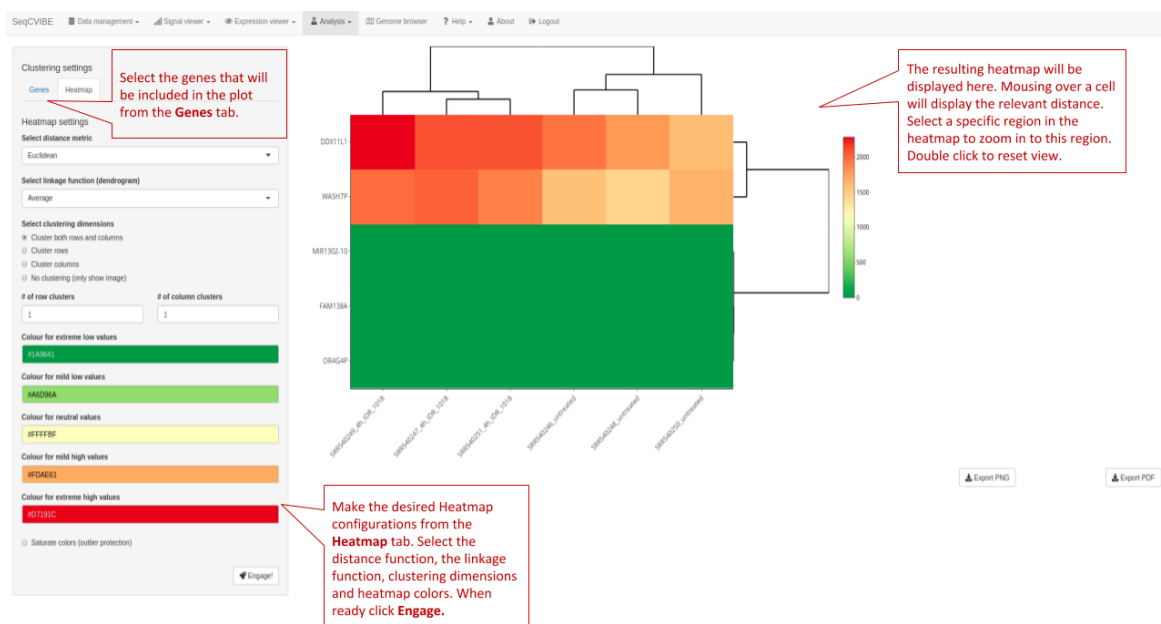 SeqCVIBE Data management Signal viewer Expression viewer Analysis Genome browser Help About Logout
Clustering settings
Genes Heatmap
Heatmap settings
Select distance metric
Euclidean
Select linkage function (dendrogram)
Average
Select clustering dimensions
Cluster both rows and columns
Cluster rows
Cluster columns
No clustering (only show image)
# of row clusters # of column clusters
1 1
Colour for extreme low values
#1A9641
Colour for mild low values
#A6D96A
Colour for neutral values
#FFFFBF
Colour for mild high values
#FDAE61
Colour for extreme high values
#D7191C
Saturate colors (outlier protection)
Engage!
Select the genes that will
be included in the plot
from the Genes tab.
DDX11L1
WASH7P
MIR1302-10
FAM138A
OR4G4P
SRR540249_4h_IDR_1018
SRR540247_4h_IDR_1018
SRR540251_4h_IDR_1018
SRR540246_untreated
SRR540248_untreated
SRR540250_untreated
2000
1500
1000
500
0
The resulting heatmap will be
displayed here. Mousing over a cell
will display the relevant distance.
Select a specific region in the
heatmap to zoom in to this region.
Double click to reset view.
Export PNG Export PDF
Make the desired Heatmap
configurations from the
Heatmap tab. Select the
distance function, the linkage
function, clustering dimensions
and heatmap colors. When
ready click Engage.